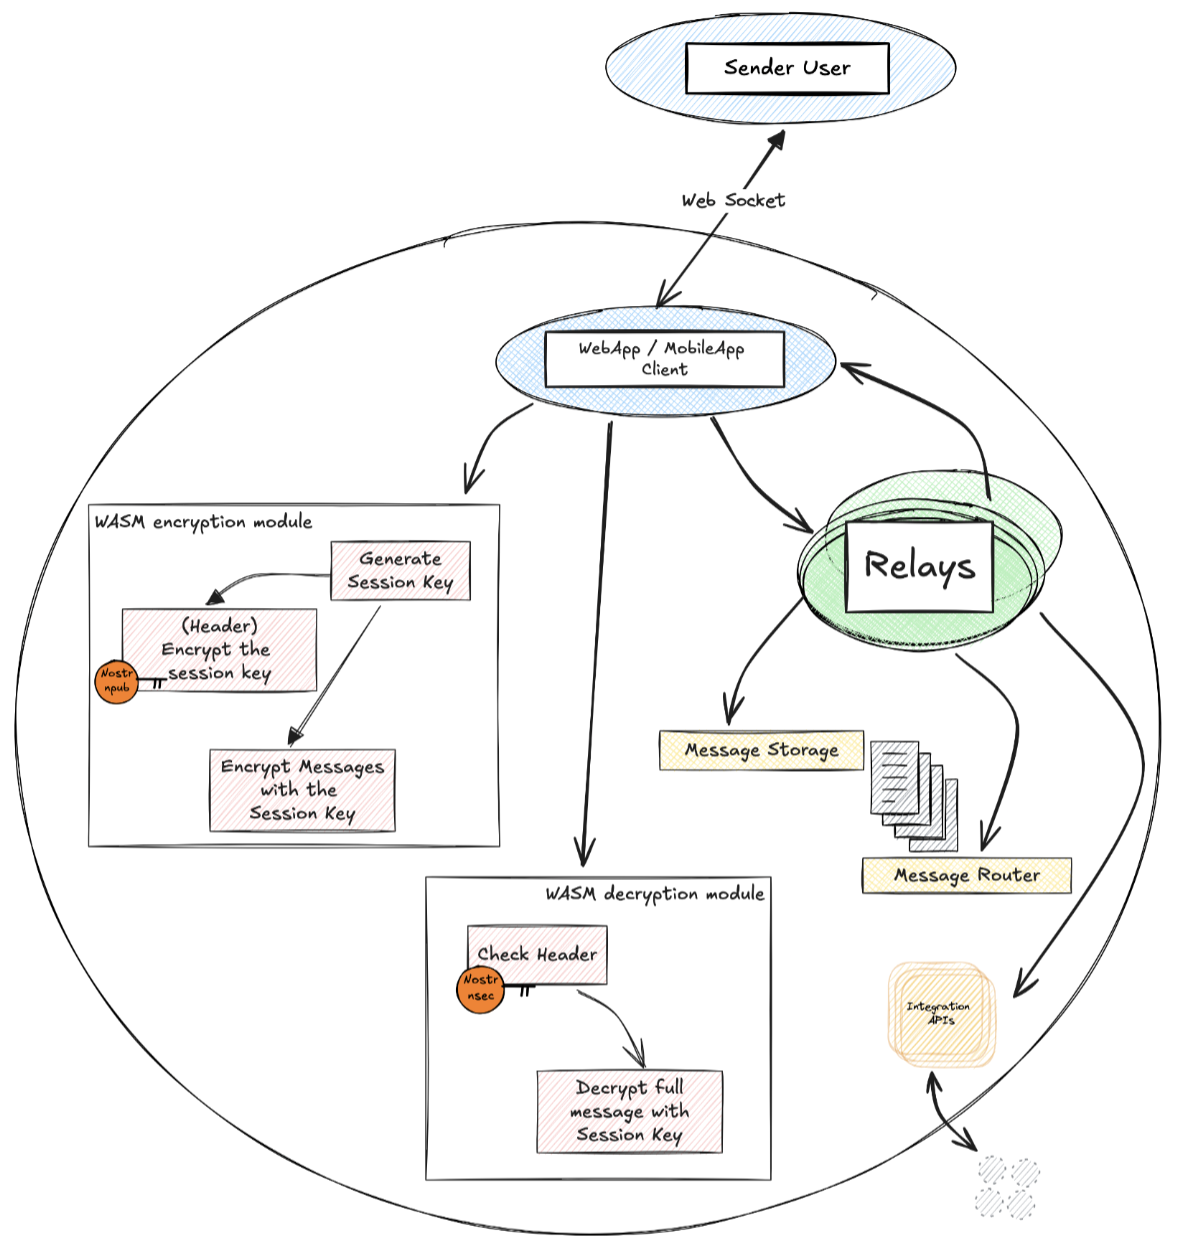 Sender User
Web Socket
WebApp / MobileApp
Client
WASM encryption module
Generate
Session Key
(Header)
Encrypt the
session key
Nostr
npub
Encrypt Messages
with the
Session Key
Relays
Message Storage
Message Router
WASM decryption module
Check Header
Nostr
nsec
Decrypt full
message with
Session Key
Integration
APIs